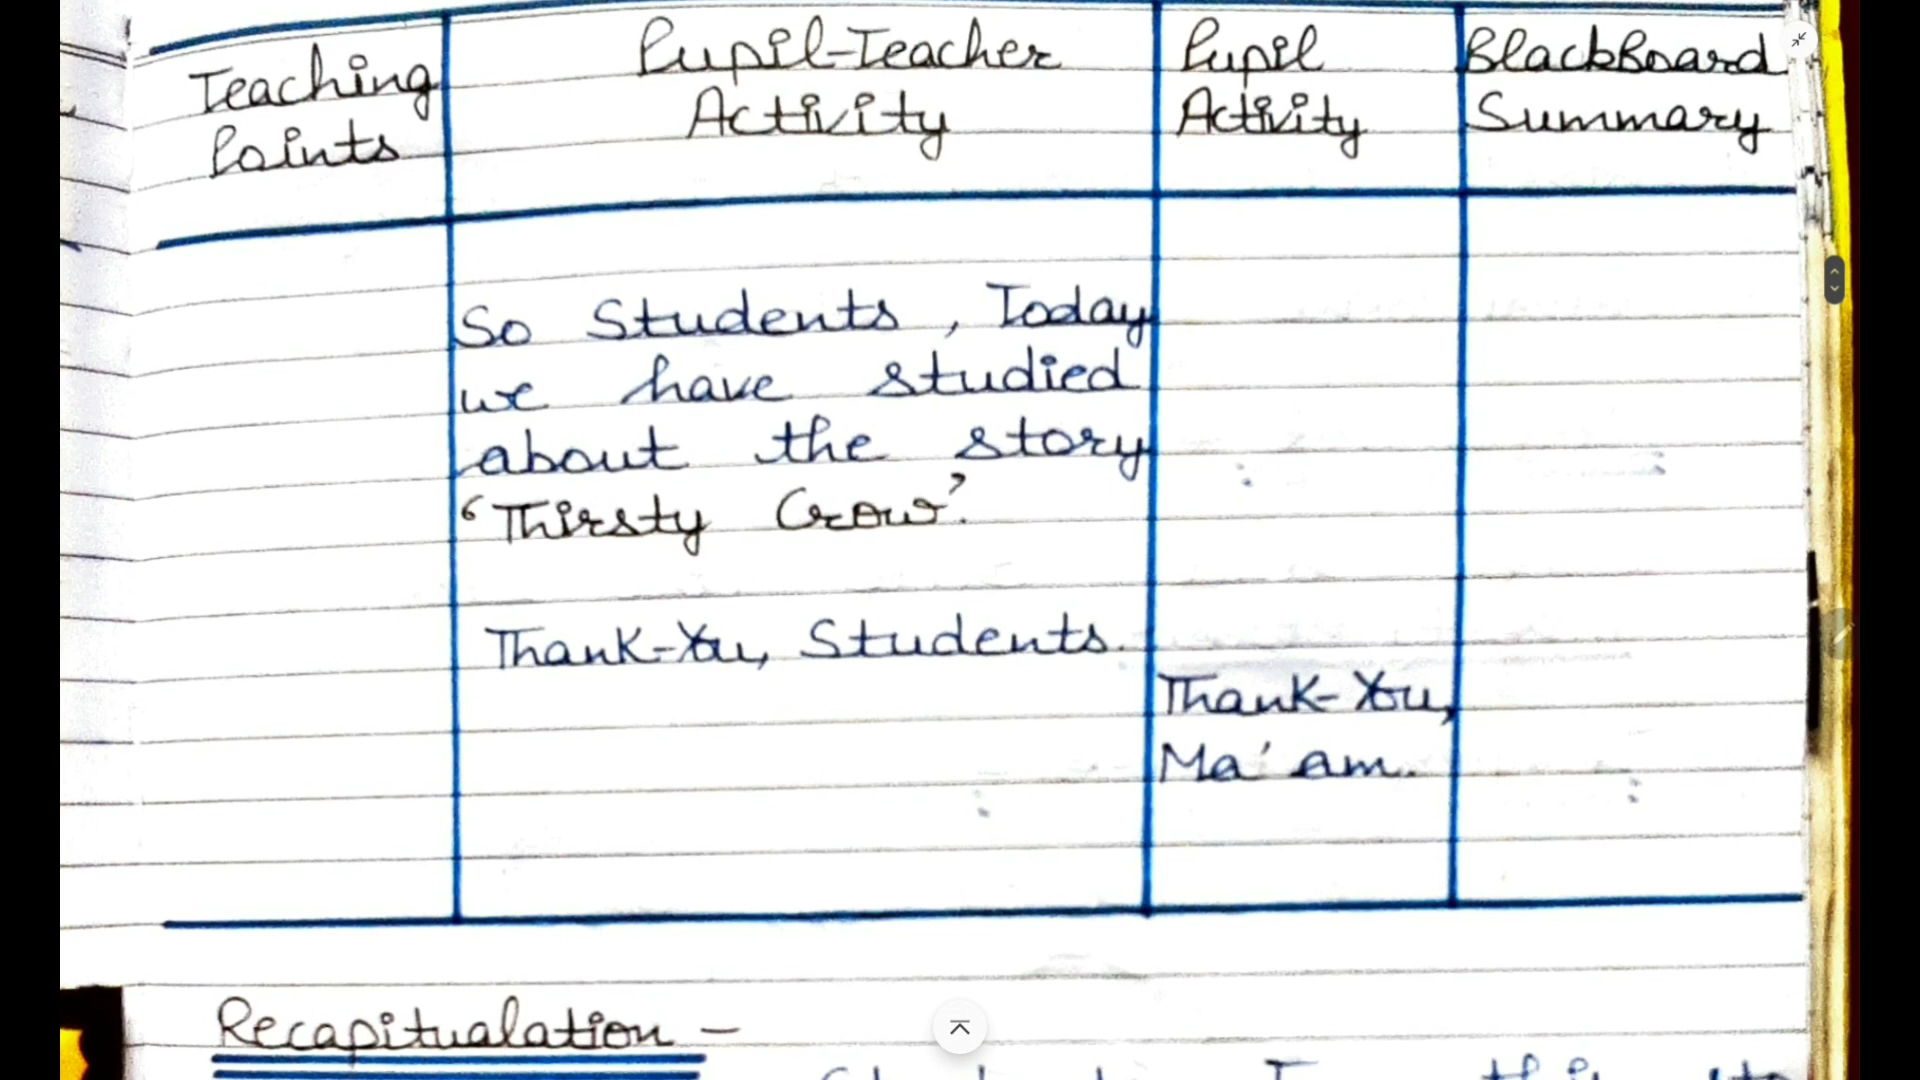 Teaching Points
Pupil-Teacher Activity
Pupil Activity
BlackBoard Summary
So Students, Today
we have studied
about the story
‘Thirsty Crow’.
Thank-You, Students.
Thank-You,
Ma'am.
Recapitualation -